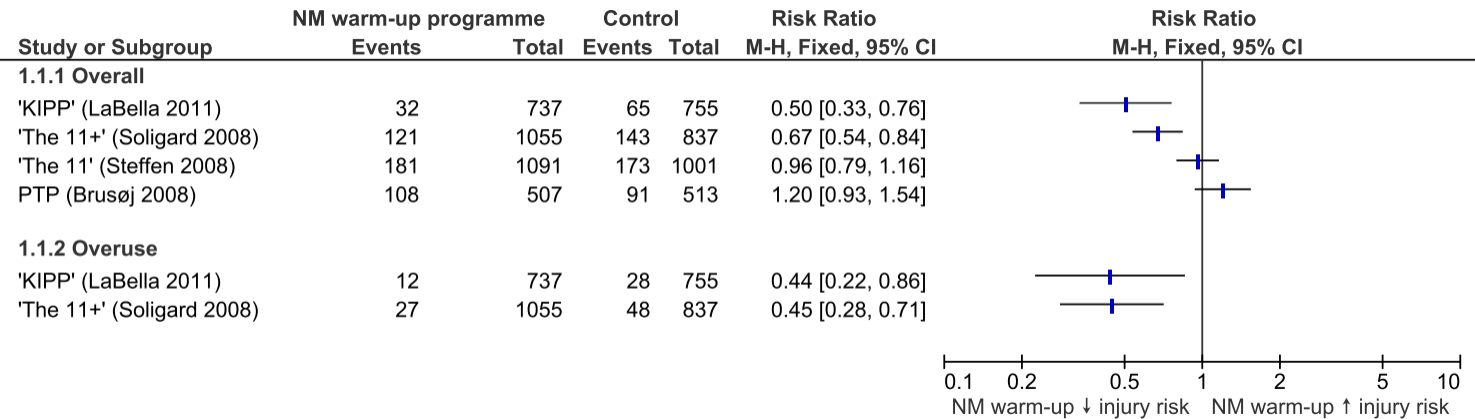 NM warm-up programme Control Risk Ratio Risk Ratio
Study or Subgroup Events Total Events Total M-H, Fixed, 95% CI M-H, Fixed, 95% CI
1.1.1 Overall
'KIPP' (LaBella 2011) 32 737 65 755 0.50 [0.33, 0.76]
'The 11+' (Soligard 2008) 121 1055 143 837 0.67 [0.54, 0.84]
'The 11' (Steffen 2008) 181 1091 173 1001 0.96 [0.79, 1.16]
PTP (Brusøj 2008) 108 507 91 513 1.20 [0.93, 1.54]
1.1.2 Overuse
'KIPP' (LaBella 2011) 12 737 28 755 0.44 [0.22, 0.86]
'The 11+' (Soligard 2008) 27 1055 48 837 0.45 [0.28, 0.71]
0.1 0.2 0.5 1 2 5 10
NM warm-up ↓ injury risk NM warm-up ↑ injury risk